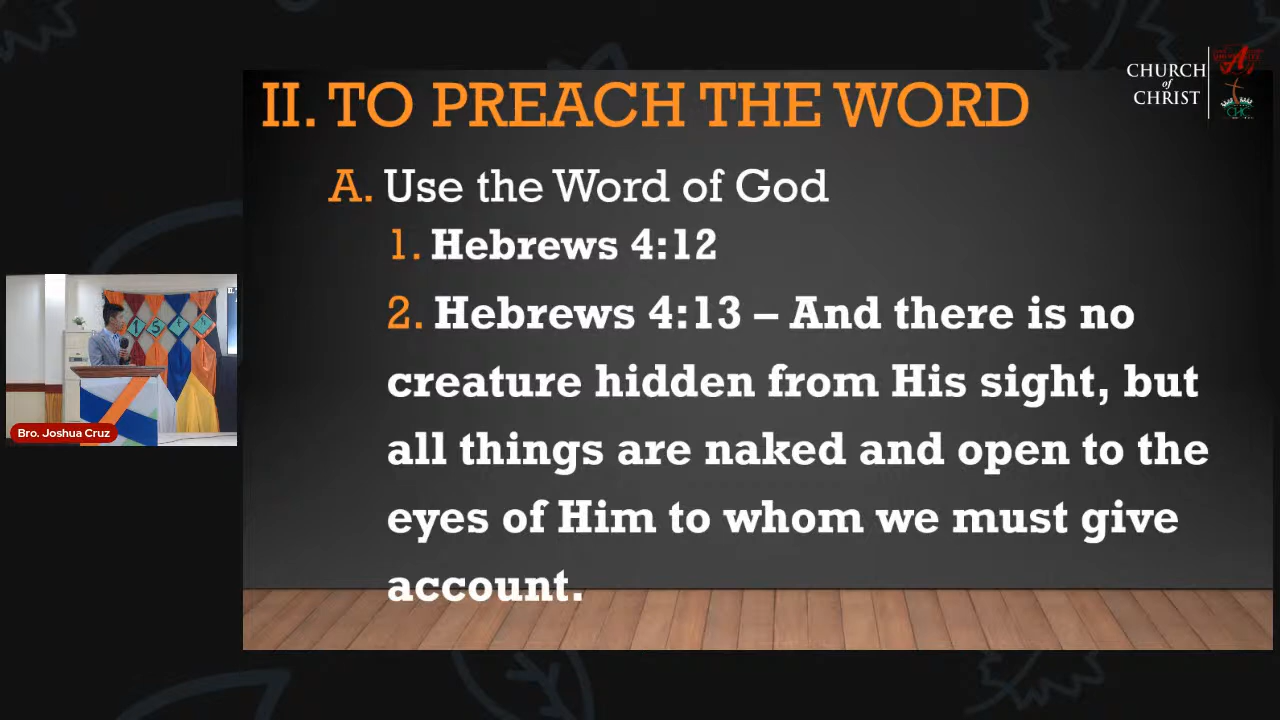 CHURCH
of
CHRIST
II. TO PREACH THE WORD
A. Use the Word of God
1. Hebrews 4:12
2. Hebrews 4:13 – And there is no
creature hidden from His sight, but
all things are naked and open to the
eyes of Him to whom we must give
account.
Bro. Joshua Cruz